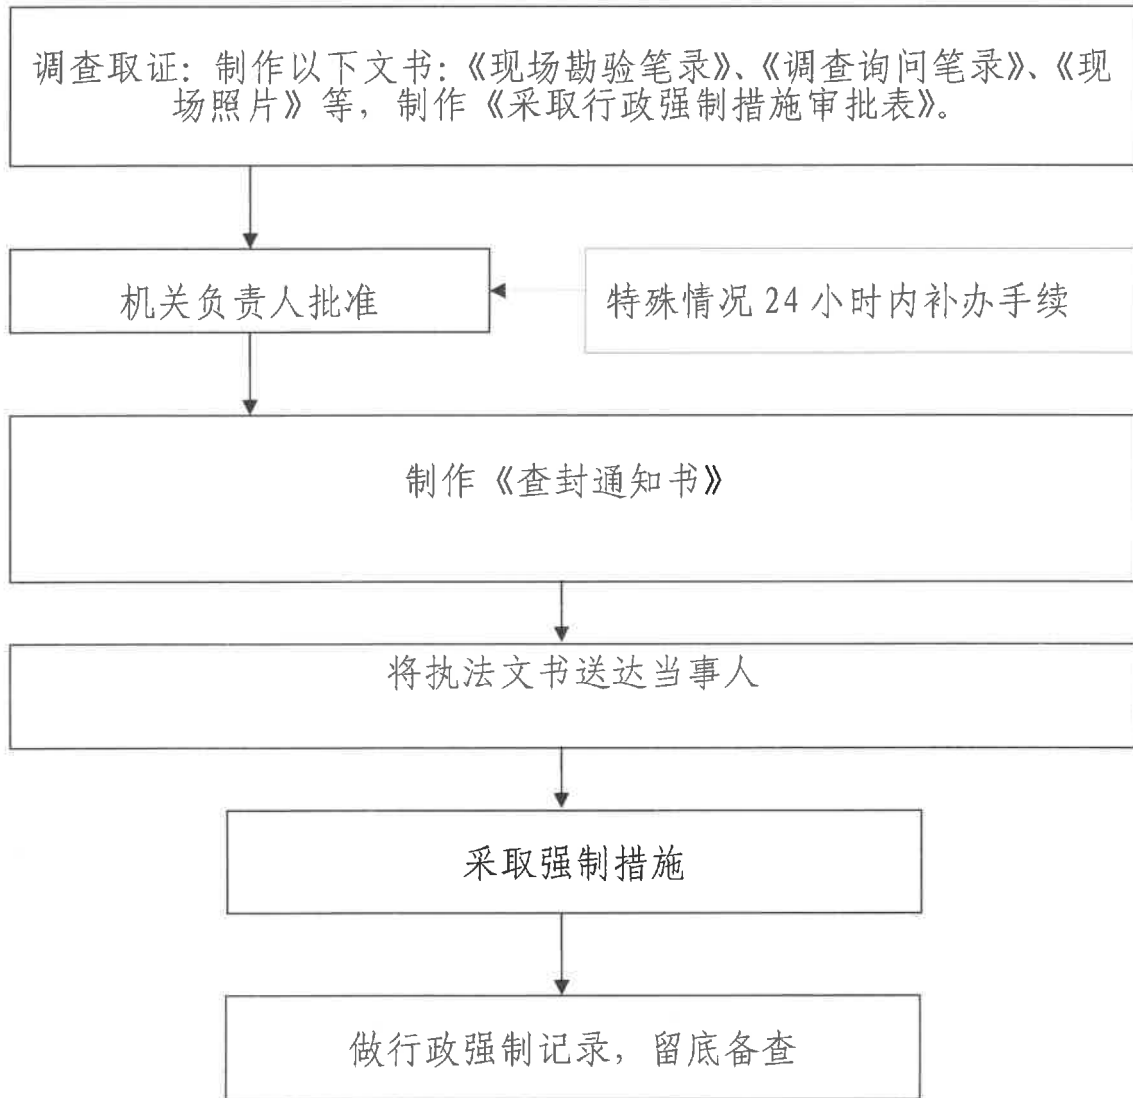 调查取证：制作以下文书：《现场勘验笔录》、《调查询问笔录》、《现
场照片》等，制作《采取行政强制措施审批表》。
机关负责人批准
特殊情况 24 小时内补办手续
制作《查封通知书》
将执法文书送达当事人
采取强制措施
做行政强制记录，留底备查